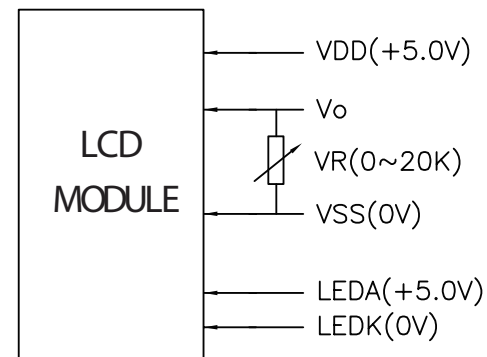 LCD
MODULE
VDD(+5.0V)
Vo
VR(0~20K)
VSS(0V)
LEDA(+5.0V)
LEDK(0V)